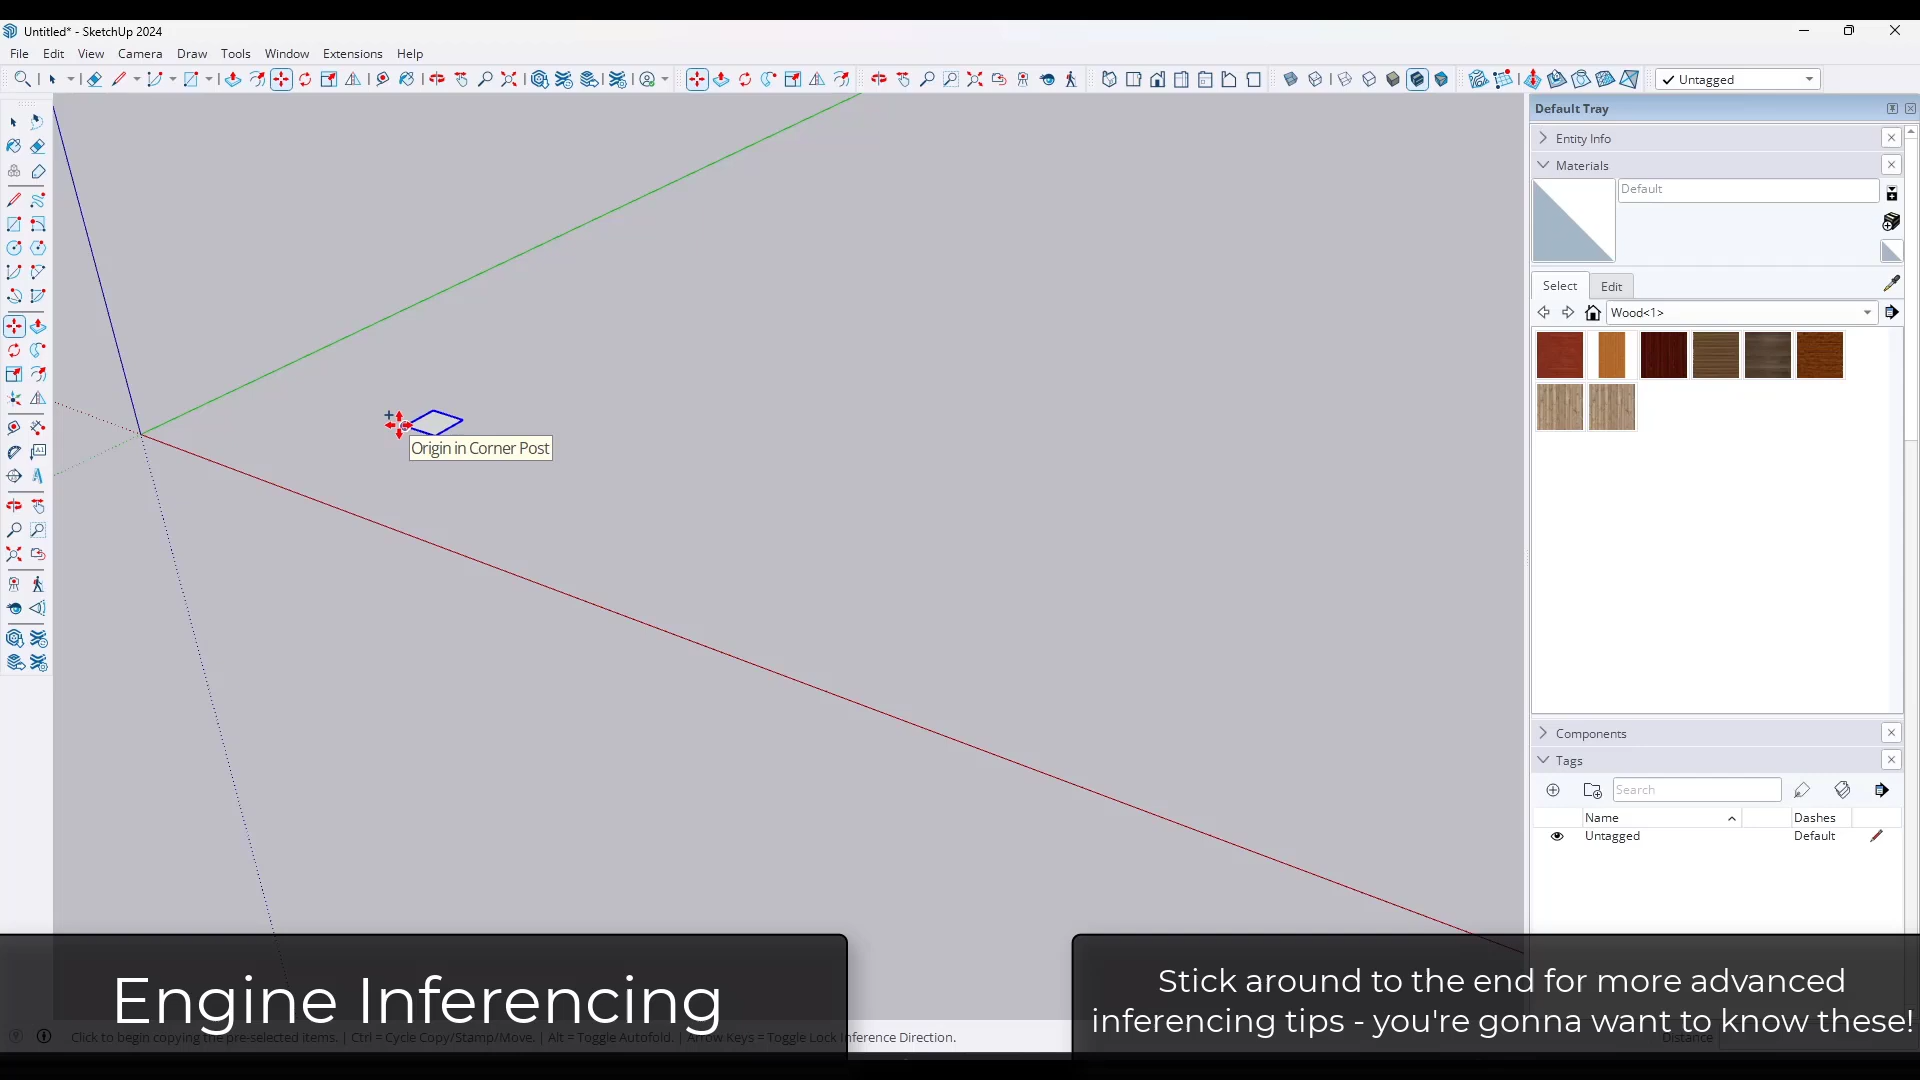 Untitled* - SketchUp 2024
File Edit View Camera Draw Tools Window Extensions Help
Untagged
Default Tray
Entity Info
Materials
Default
Select Edit
Wood<1>
Origin in Corner Post
Components
Tags
Search
Name Dashes
Untagged Default
Engine Inferencing
Stick around to the end for more advanced
inferencing tips - you're gonna want to know these!
Click to begin copying the pre-selected items. | Ctrl = Cycle Copy/Stamp/Move. | Alt = Toggle Autofold. | Arrow Keys = Toggle Lock Inference Direction.
Distance